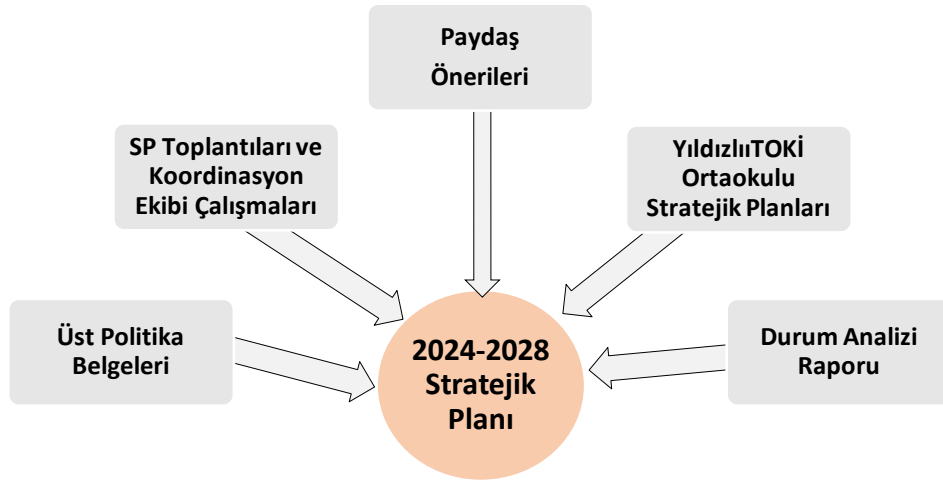 Paydaş
Önerileri
SP Toplantıları ve
Koordinasyon
Ekibi Çalışmaları
YıldızlııTOKİ
Ortaokulu
Stratejik Planları
Üst Politika
Belgeleri
2024-2028
Stratejik
Planı
Durum Analizi
Raporu